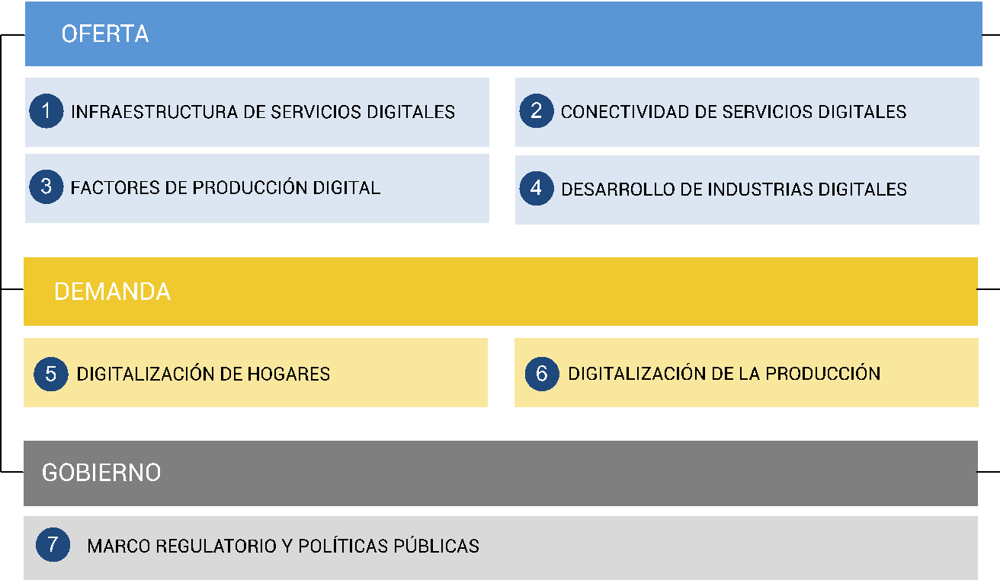 OFERTA
1 INFRAESTRUCTURA DE SERVICIOS DIGITALES
2 CONECTIVIDAD DE SERVICIOS DIGITALES
3 FACTORES DE PRODUCCIÓN DIGITAL
4 DESARROLLO DE INDUSTRIAS DIGITALES
DEMANDA
5 DIGITALIZACIÓN DE HOGARES
6 DIGITALIZACIÓN DE LA PRODUCCIÓN
GOBIERNO
7 MARCO REGULATORIO Y POLÍTICAS PÚBLICAS